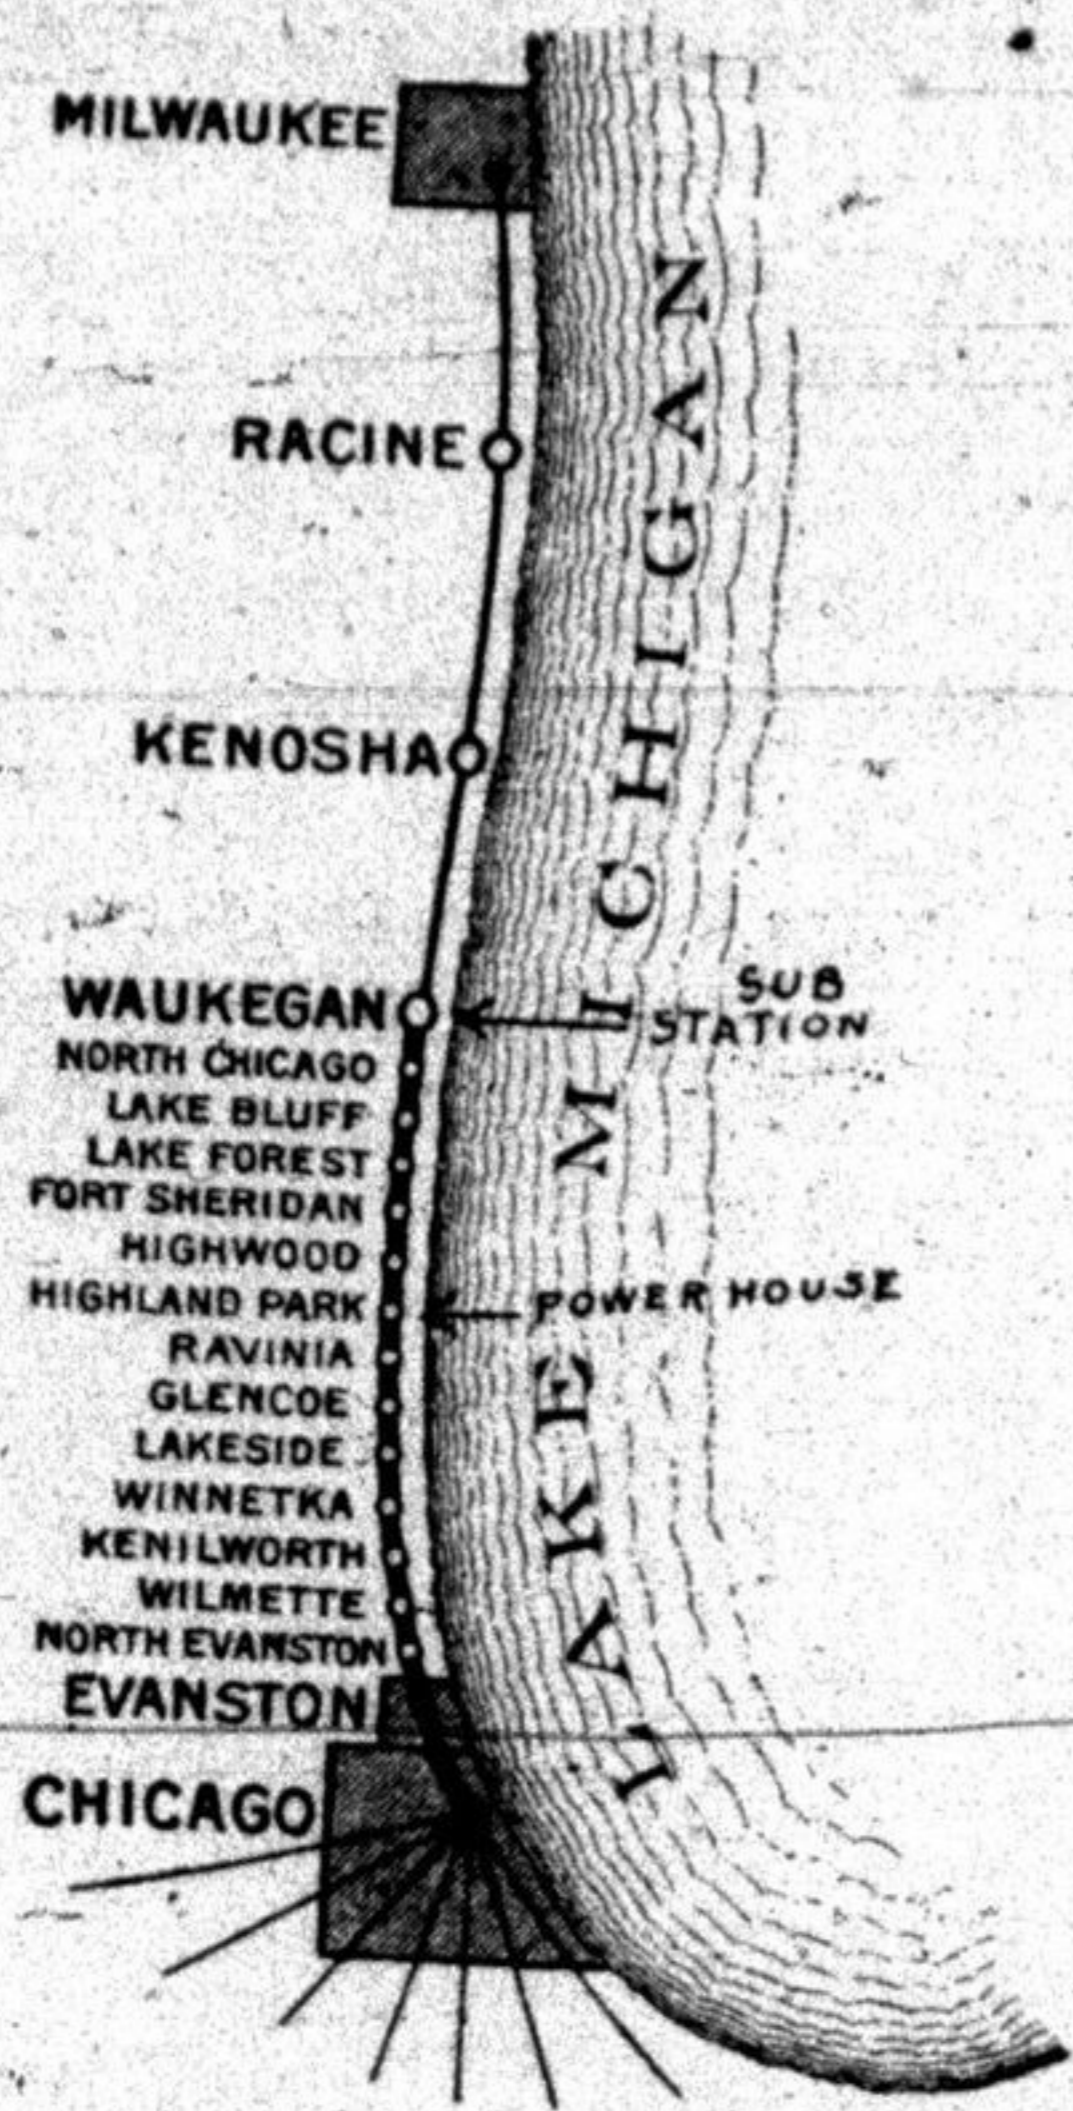 MILWAUKEE
RACINE
KENOSHA
WAUKEGAN
SUB
STATION
NORTH CHICAGO
LAKE BLUFF
LAKE FOREST
FORT SHERIDAN
HIGHWOOD
HIGHLAND PARK
POWER HOUSE
RAVINIA
GLENCOE
LAKESIDE
WINNETKA
KENILWORTH
WILMETTE
NORTH EVANSTON
EVANSTON
CHICAGO
LAKE MICHIGAN